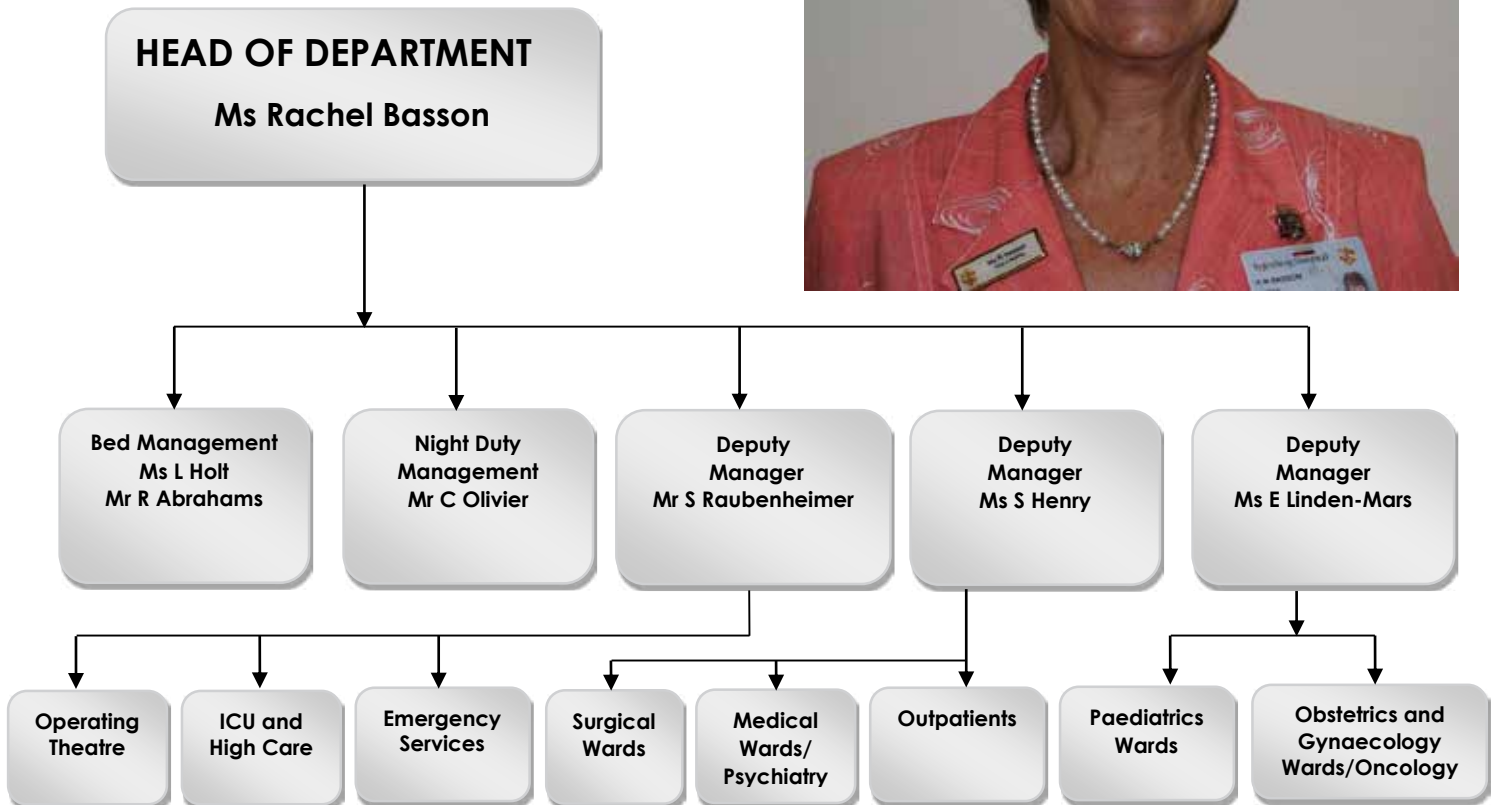 HEAD OF DEPARTMENT
Ms Rachel Basson
Bed Management
Ms L Holt
Mr R Abrahams
Night Duty
Management
Mr C Olivier
Deputy
Manager
Mr S Raubenheimer
Deputy
Manager
Ms S Henry
Deputy
Manager
Ms E Linden-Mars
Operating
Theatre
ICU and
High Care
Emergency
Services
Surgical
Wards
Medical
Wards/
Psychiatry
Outpatients
Paediatrics
Wards
Obstetrics and
Gynaecology
Wards/Oncology